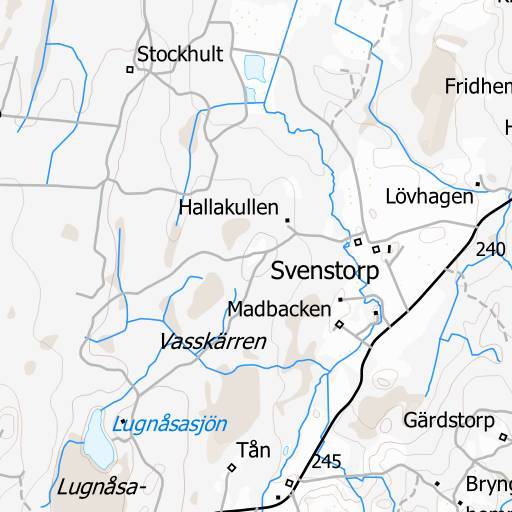 Stockhult
Fridhem
H
Lövhagen
Hallakullen
240
Svenstorp
Madbacken
Vasskärren
Lugnåsasjön
Gärdstorp
Tån
245
Lugnåsa-
Bryng